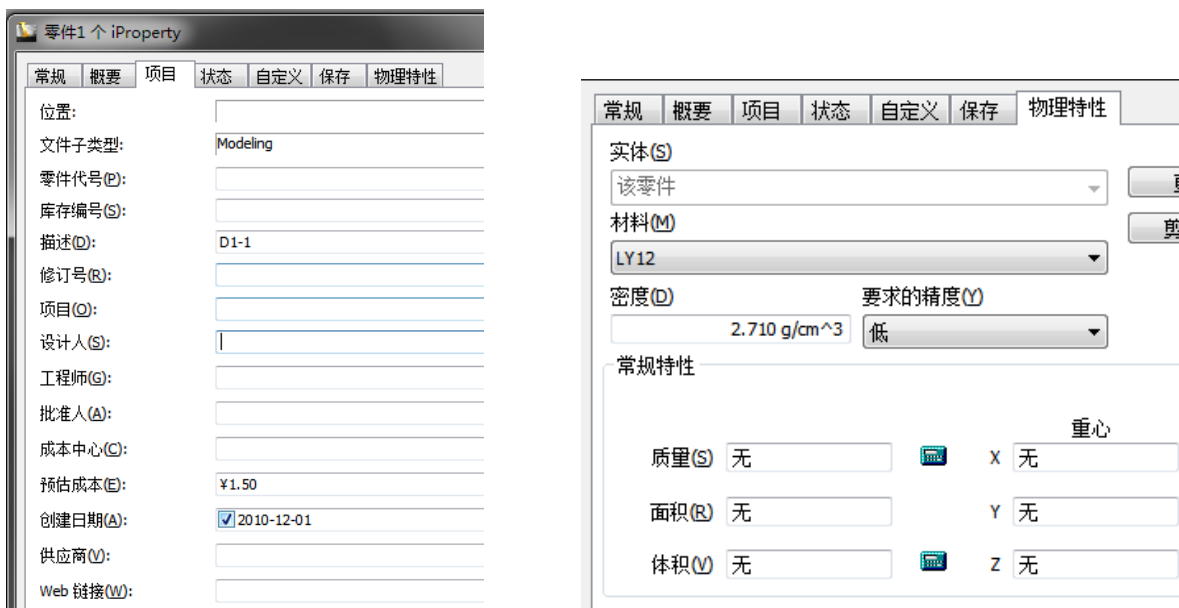 零件1 个 iProperty
常规 概要 项目 状态 自定义 保存 物理特性
位置:
文件子类型: Modeling
零件代号(P):
库存编号(S):
描述(D): D1-1
修订号(R):
项目(O):
设计人(S):
工程师(G):
批准人(A):
成本中心(C):
预估成本(E): ¥1.50
创建日期(A): 2010-12-01
供应商(V):
Web 链接(W):
常规 概要 项目 状态 自定义 保存 物理特性
实体(S)
该零件
材料(M)
剪
LY12
密度(D) 要求的精度(Y)
2.710 g/cm^3 低
常规特性
重心
质量(S) 无 X 无
面积(R) 无 Y 无
体积(V) 无 Z 无